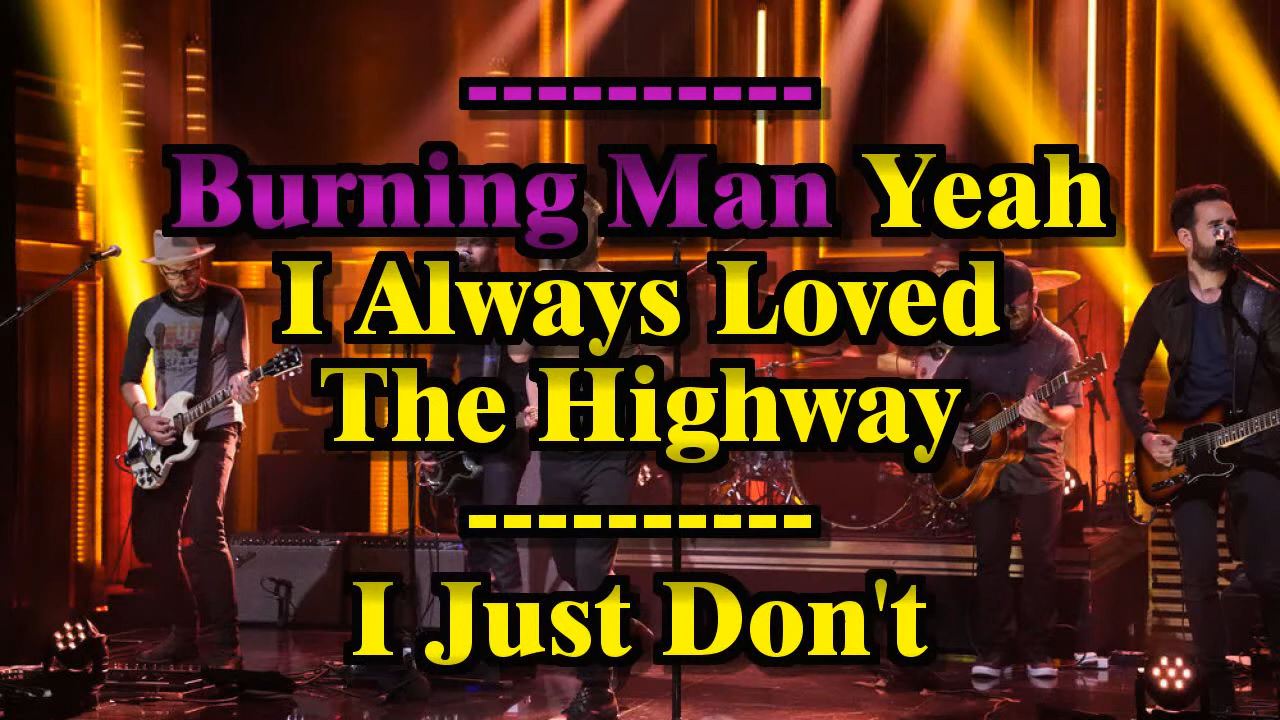 ----------
Burning Man Yeah
I Always Loved
The Highway
----------
I Just Don't